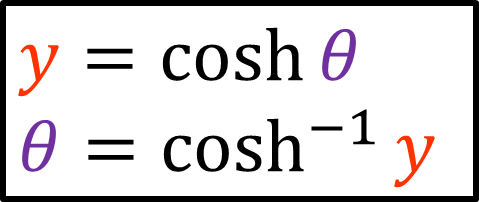 y = cosh θ
θ = cosh⁻¹ y